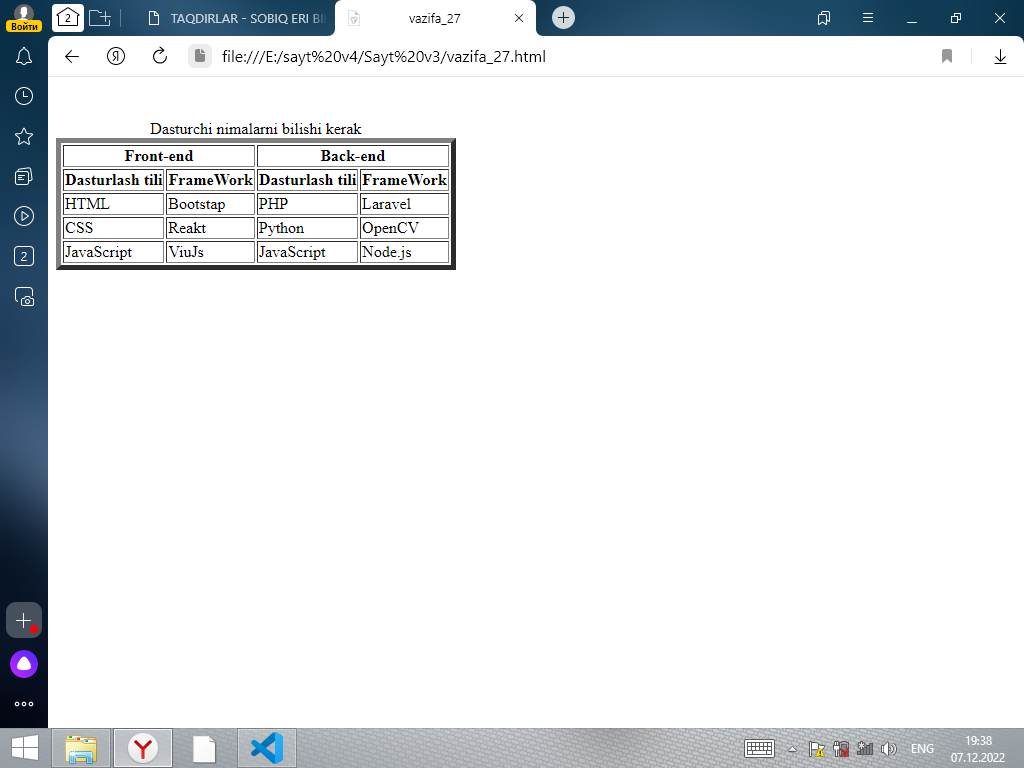 2
TAQDIRLAR - SOBIQ ERI BI
vazifa_27
Войти
Я
file:///E:/sayt%20v4/Sayt%20v3/vazifa_27.html
Dasturchi nimalarni bilishi kerak
Front-end Back-end
Dasturlash tili FrameWork Dasturlash tili FrameWork
HTML Bootstap PHP Laravel
CSS Reakt Python OpenCV
JavaScript ViuJs JavaScript Node.js
2
Y
ENG
19:38
07.12.2022